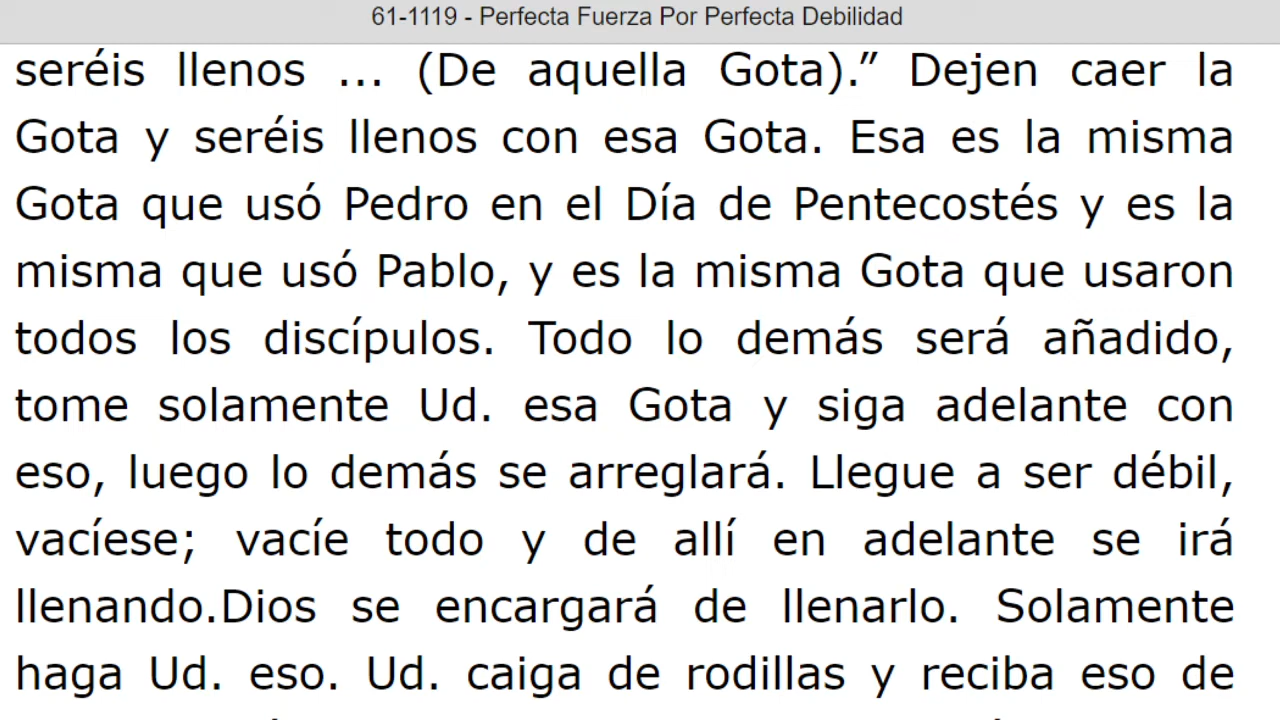 61-1119 - Perfecta Fuerza Por Perfecta Debilidad
seréis llenos ... (De aquella Gota).” Dejen caer la
Gota y seréis llenos con esa Gota. Esa es la misma
Gota que usó Pedro en el Día de Pentecostés y es la
misma que usó Pablo, y es la misma Gota que usaron
todos los discípulos. Todo lo demás será añadido,
tome solamente Ud. esa Gota y siga adelante con
eso, luego lo demás se arreglará. Llegue a ser débil,
vacíese; vacíe todo y de allí en adelante se irá
llenando.Dios se encargará de llenarlo. Solamente
haga Ud. eso. Ud. caiga de rodillas y reciba eso de